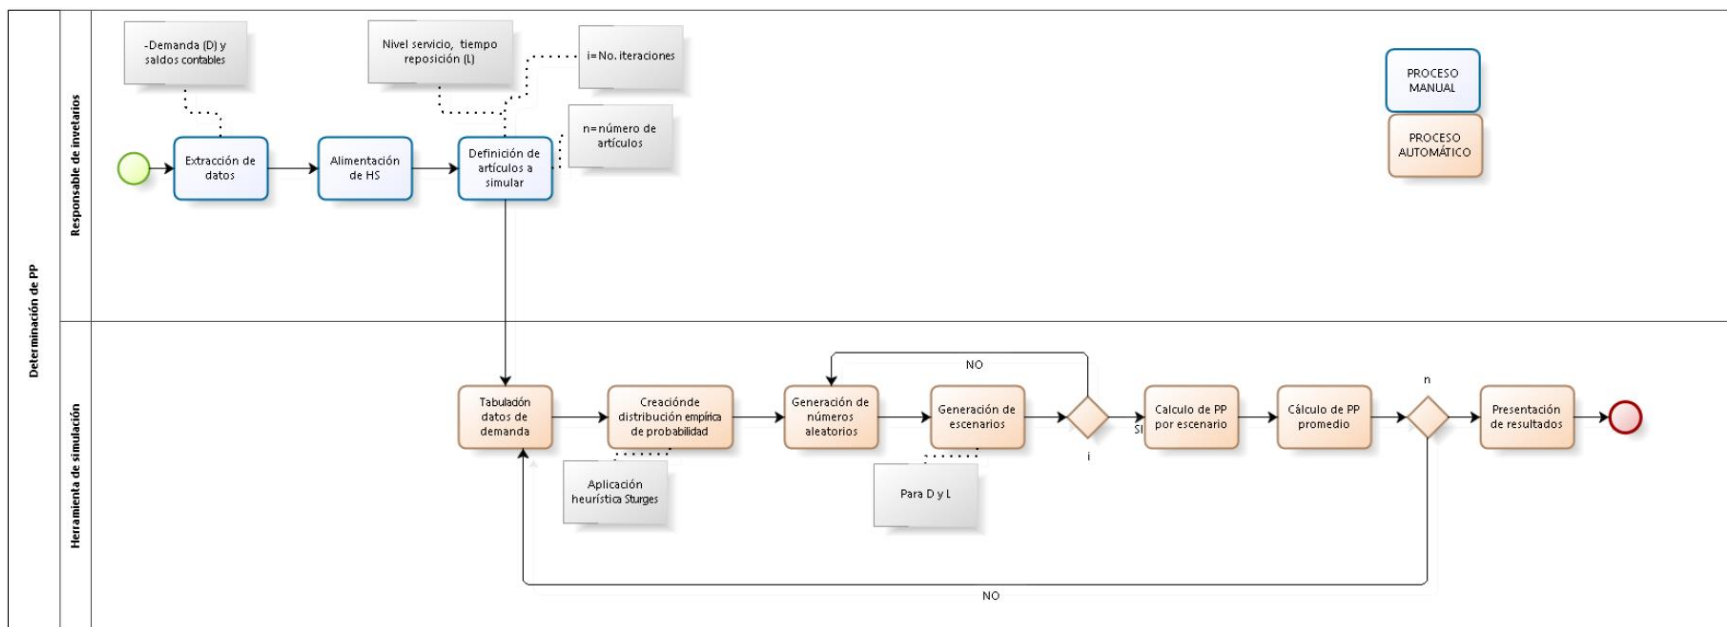 Determinación de PP
Responsable de invetarios
-Demanda (D) y
saldos contables
Nivel servicio, tiempo
reposición (L)
i=No. iteraciones
n=número de
artículos
PROCESO
MANUAL
PROCESO
AUTOMÁTICO
Extracción de
datos
Alimentación
de HS
Definición de
artículos a
simular
Herramienta de simulación
NO
n
Tabulación
datos de
demanda
Creaciónde
distribución empírica
de probabilidad
Generación de
números
aleatorios
Generación de
escenarios
SI
i
Calculo de PP
por escenario
Cálculo de PP
promedio
Presentación
de resultados
Aplicación
heurística Sturges
Para D y L
NO